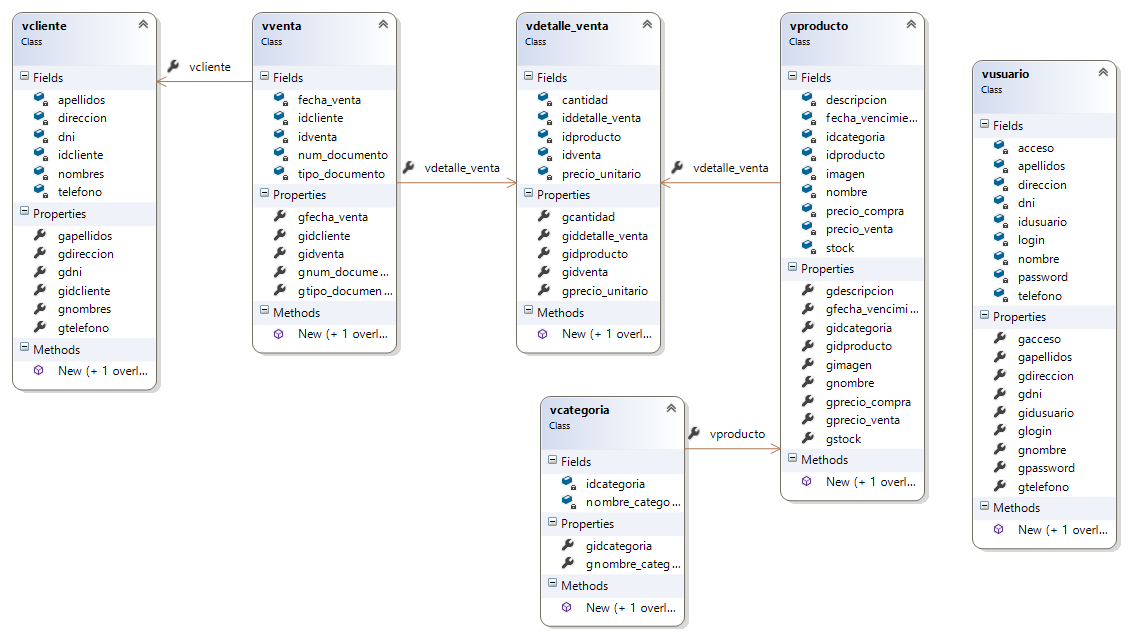 vcliente
Class
Fields
apellidos
direccion
dni
idcliente
nombres
telefono
Properties
gapellidos
gdireccion
gdni
gidcliente
gnombres
gtelefono
Methods
New (+ 1 overl...
vcliente
vventa
Class
Fields
fecha_venta
idcliente
idventa
num_documento
tipo_documento
Properties
gfecha_venta
gidcliente
gidventa
gnum_docume...
gtipo_documen...
Methods
New (+ 1 overl...
vdetalle_venta
vdetalle_venta
Class
Fields
cantidad
iddetalle_venta
idproducto
idventa
precio_unitario
Properties
gcantidad
giddetalle_venta
gidproducto
gidventa
gprecio_unitario
Methods
New (+ 1 overl...
vdetalle_venta
vproducto
Class
Fields
descripcion
fecha_vencimie...
idcategoria
idproducto
imagen
nombre
precio_compra
precio_venta
stock
Properties
gdescripcion
gfecha_vencimi...
gidcategoria
gidproducto
gimagen
gnombre
gprecio_compra
gprecio_venta
gstock
Methods
New (+ 1 overl...
vcategoria
Class
Fields
idcategoria
nombre_catego...
Properties
gidcategoria
gnombre_categ...
Methods
New (+ 1 overl...
vproducto
vusuario
Class
Fields
acceso
apellidos
direccion
dni
idusuario
login
nombre
password
telefono
Properties
gacceso
gapellidos
gdireccion
gdni
gidusuario
glogin
gnombre
gpassword
gtelefono
Methods
New (+ 1 overl...